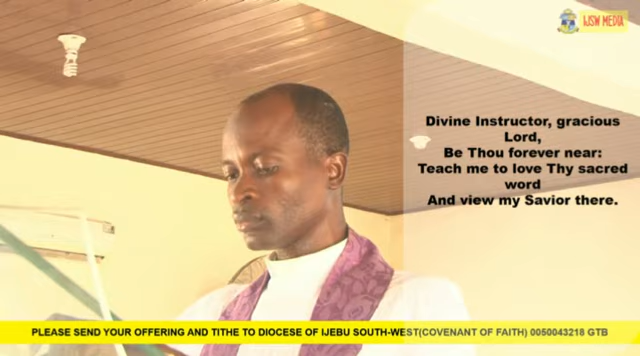 IJSW MEDIA
Divine Instructor, gracious
Lord,
Be Thou forever near:
Teach me to love Thy sacred
word
And view my Savior there.
PLEASE SEND YOUR OFFERING AND TITHE TO DIOCESE OF IJEBU SOUTH-WEST(COVENANT OF FAITH) 0050043218 GTB